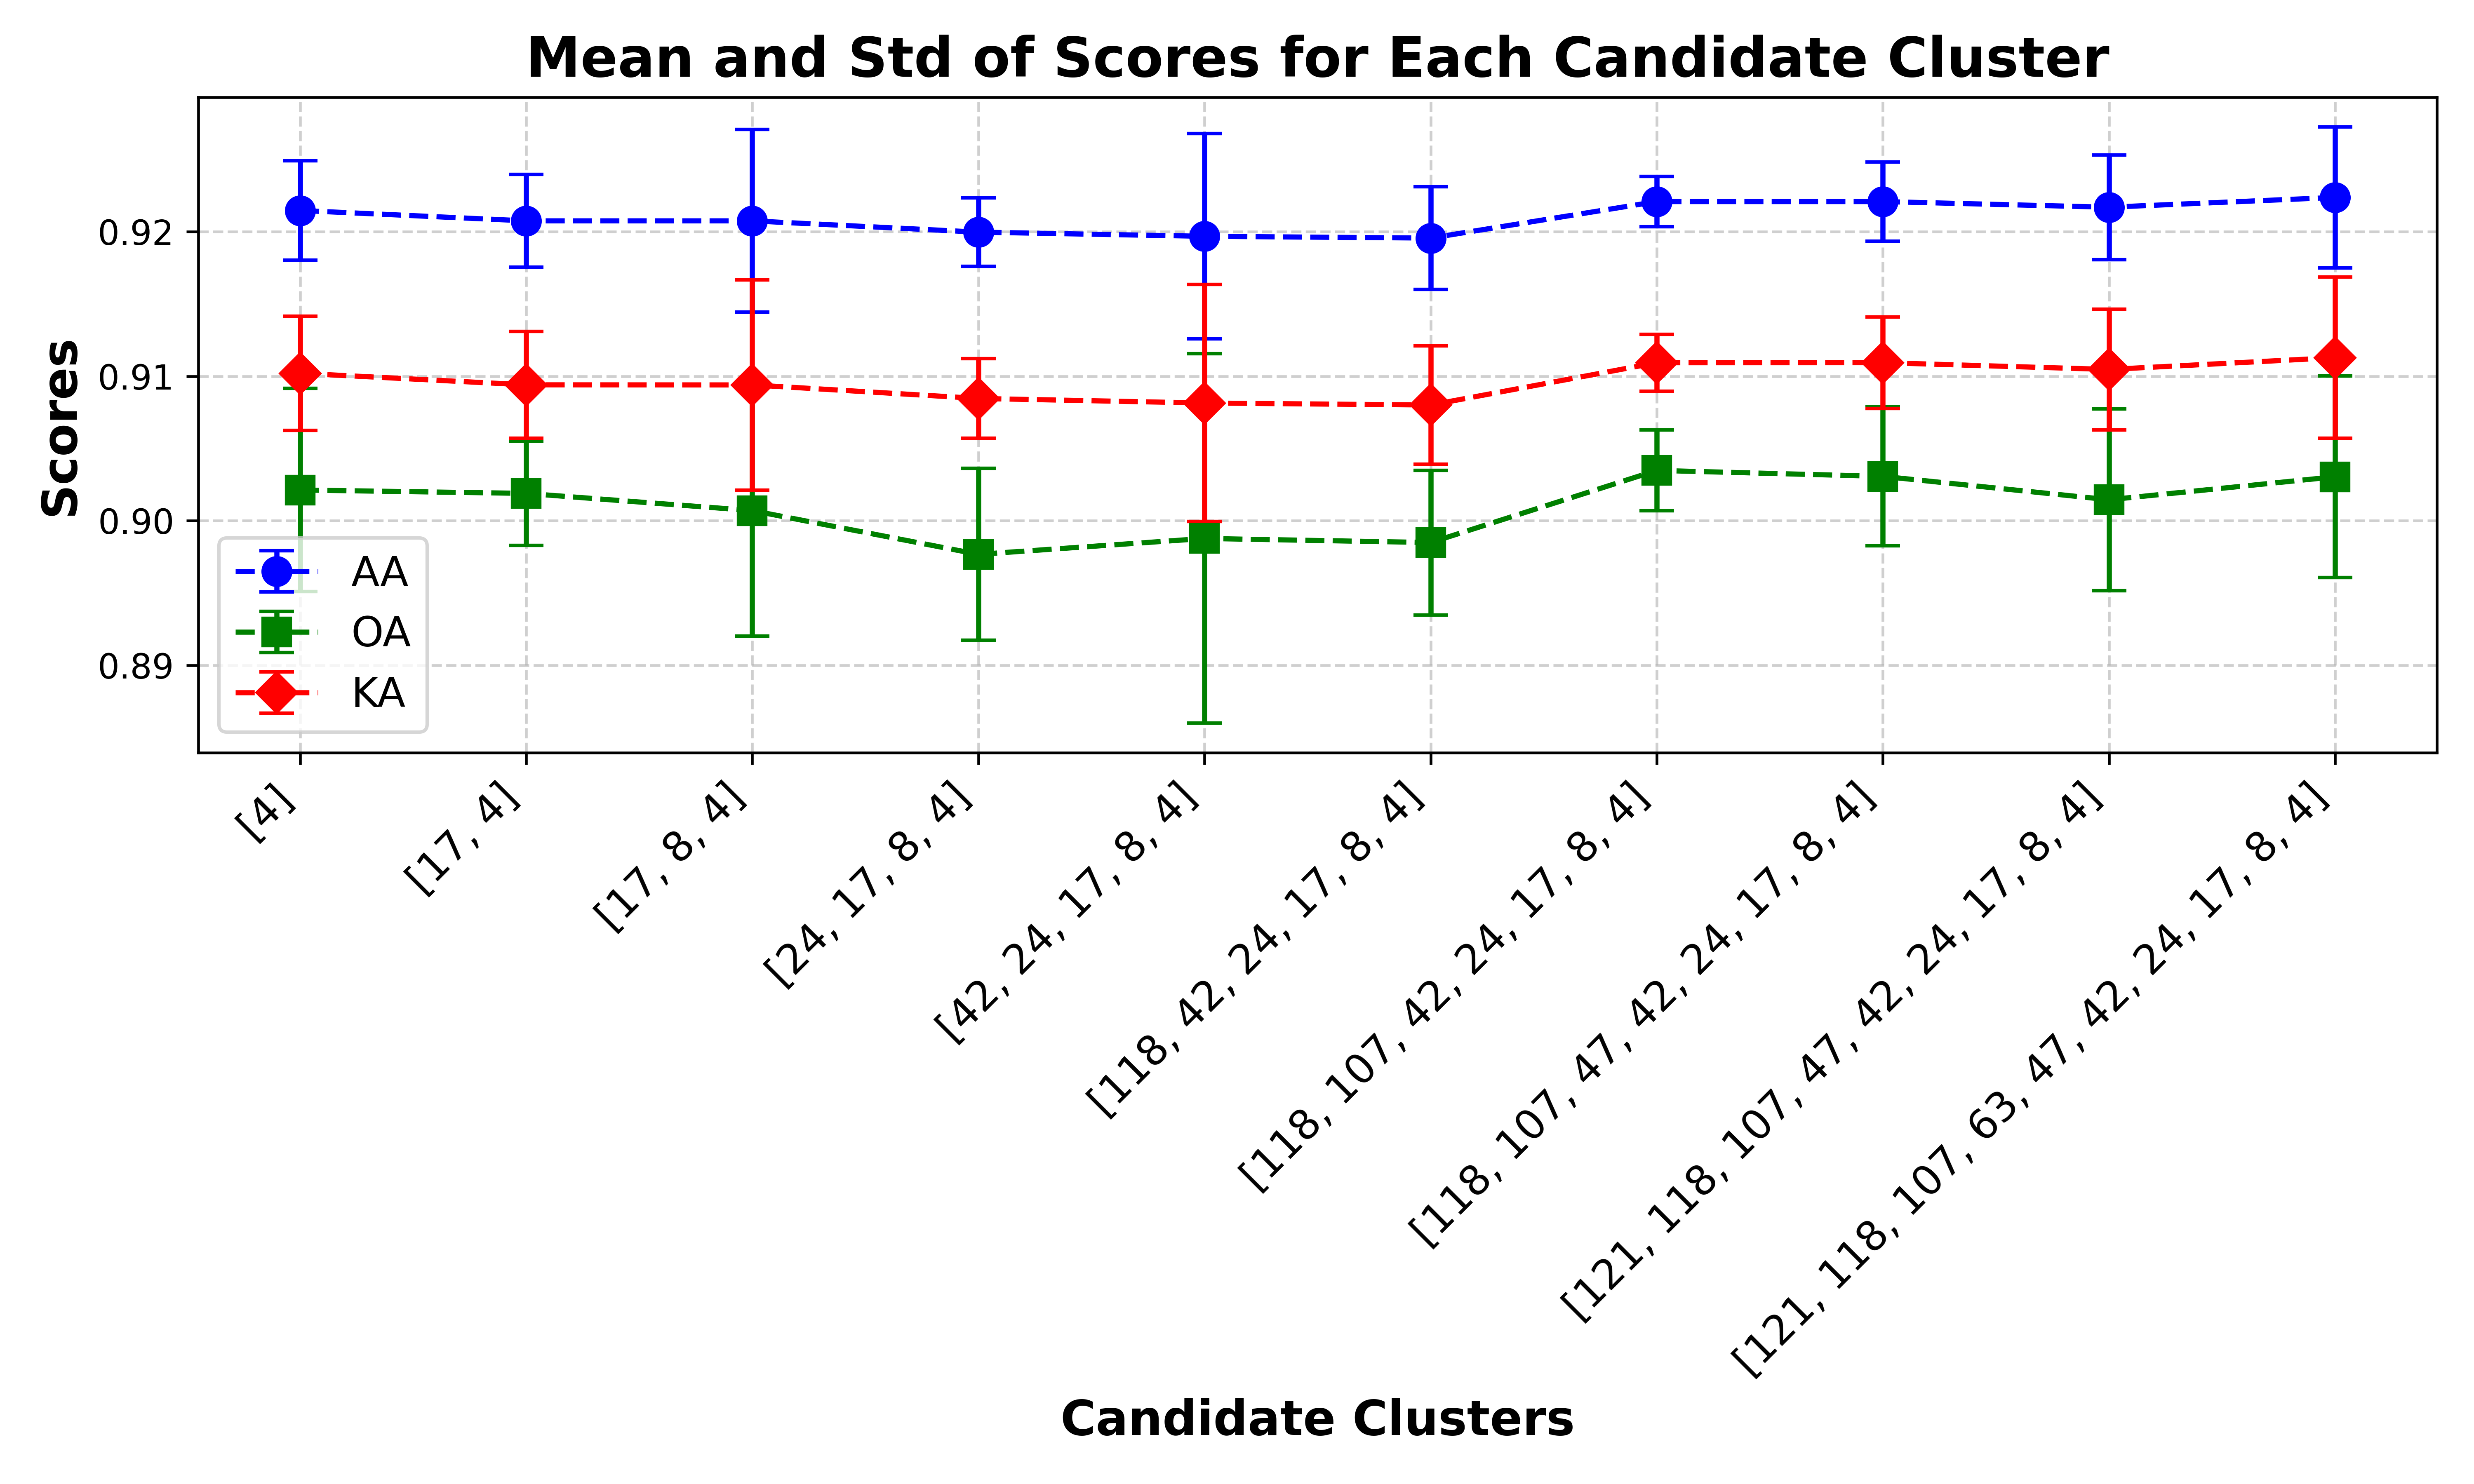 Mean and Std of Scores for Each Candidate Cluster
Scores
0.92
0.91
0.90
0.89
AA
OA
KA
[4]
[17, 4]
[17, 8, 4]
[24, 17, 8, 4]
[42, 24, 17, 8, 4]
[118, 42, 24, 17, 8, 4]
[118, 107, 42, 24, 17, 8, 4]
[118, 107, 47, 42, 24, 17, 8, 4]
[121, 118, 107, 47, 42, 24, 17, 8, 4]
[121, 118, 107, 63, 47, 42, 24, 17, 8, 4]
Candidate Clusters